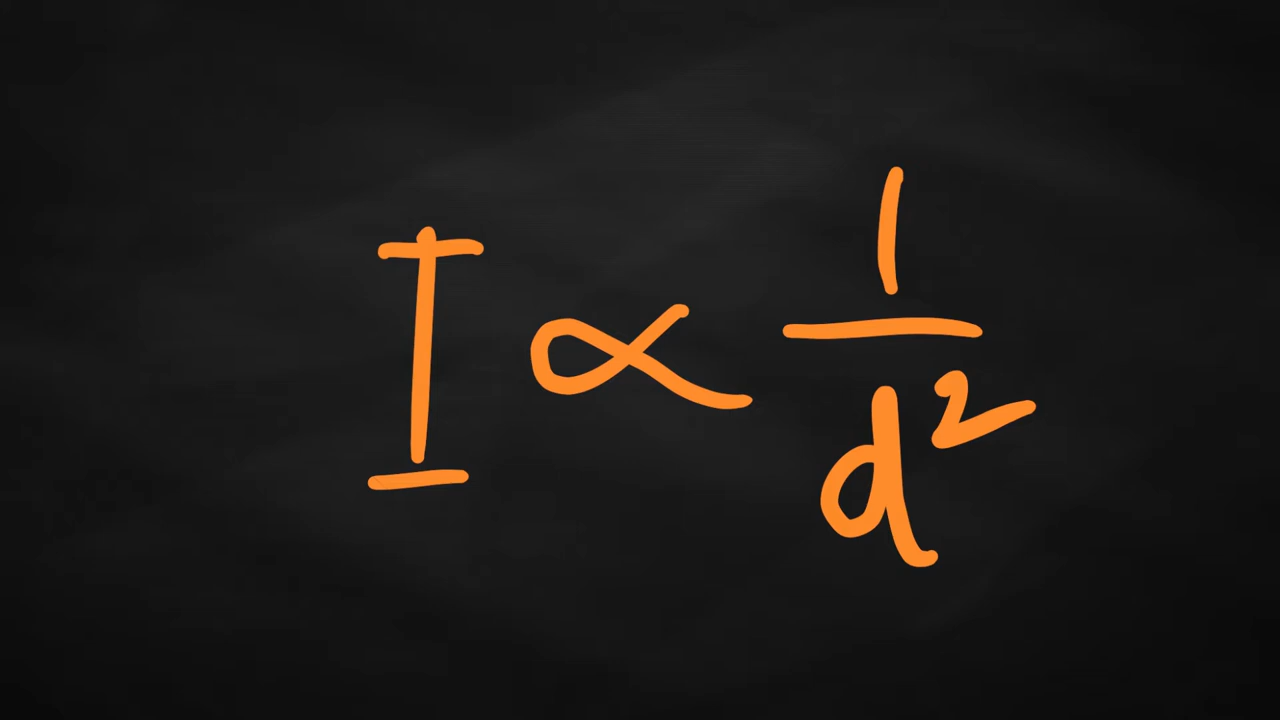 I ∝ 1/d²